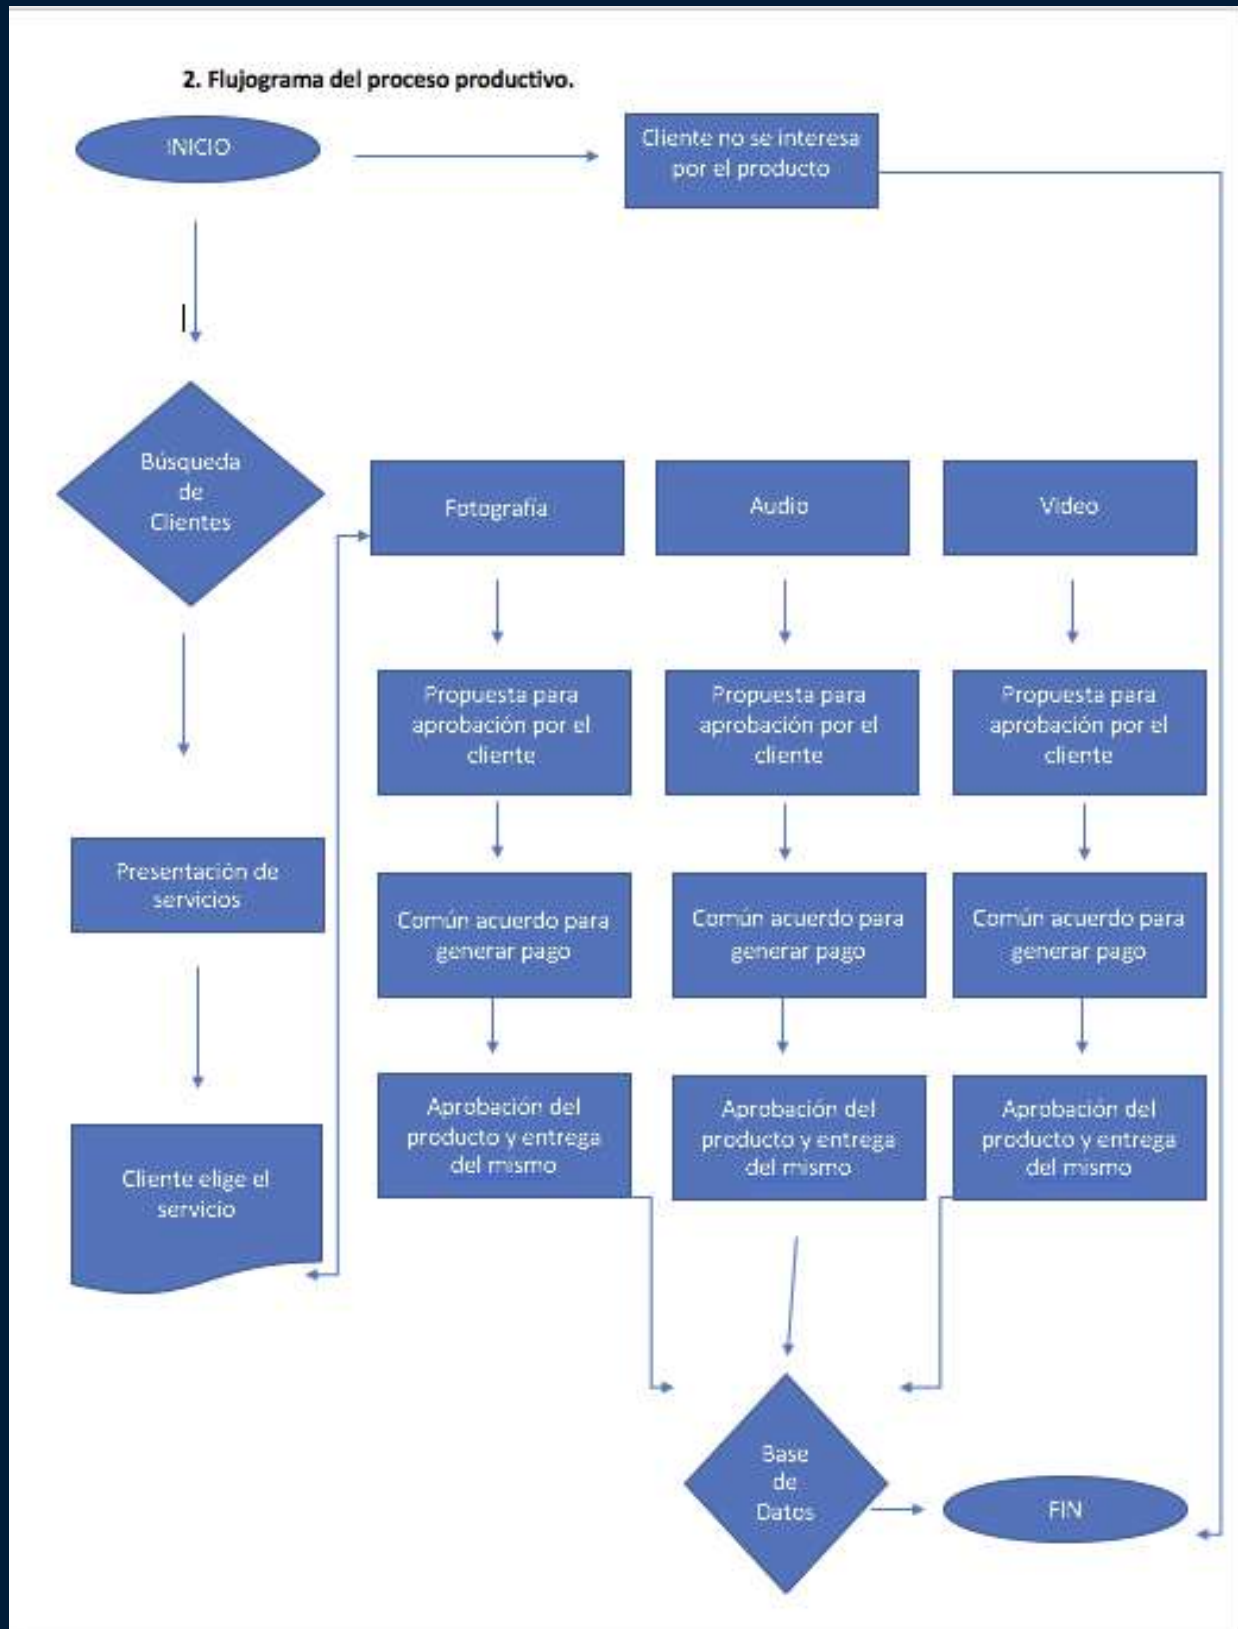 2. Flujograma del proceso productivo.
INICIO
Cliente no se interesa
por el producto
Búsqueda
de
Clientes
Fotografía
Audio
Video
Propuesta para
aprobación por el
cliente
Propuesta para
aprobación por el
cliente
Propuesta para
aprobación por el
cliente
Presentación de
servicios
Común acuerdo para
generar pago
Común acuerdo para
generar pago
Común acuerdo para
generar pago
Cliente elige el
servicio
Aprobación del
producto y entrega
del mismo
Aprobación del
producto y entrega
del mismo
Aprobación del
producto y entrega
del mismo
Base
de
Datos
FIN